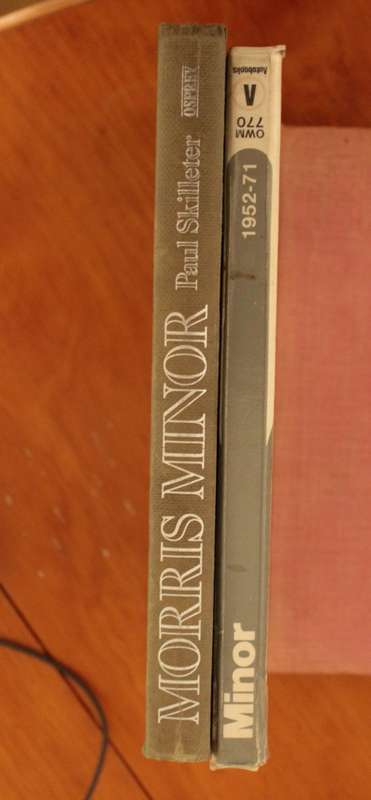 MORRIS MINOR Paul Skilleter OSPREY
Minor 1952-71
OWM
770
Autobooks